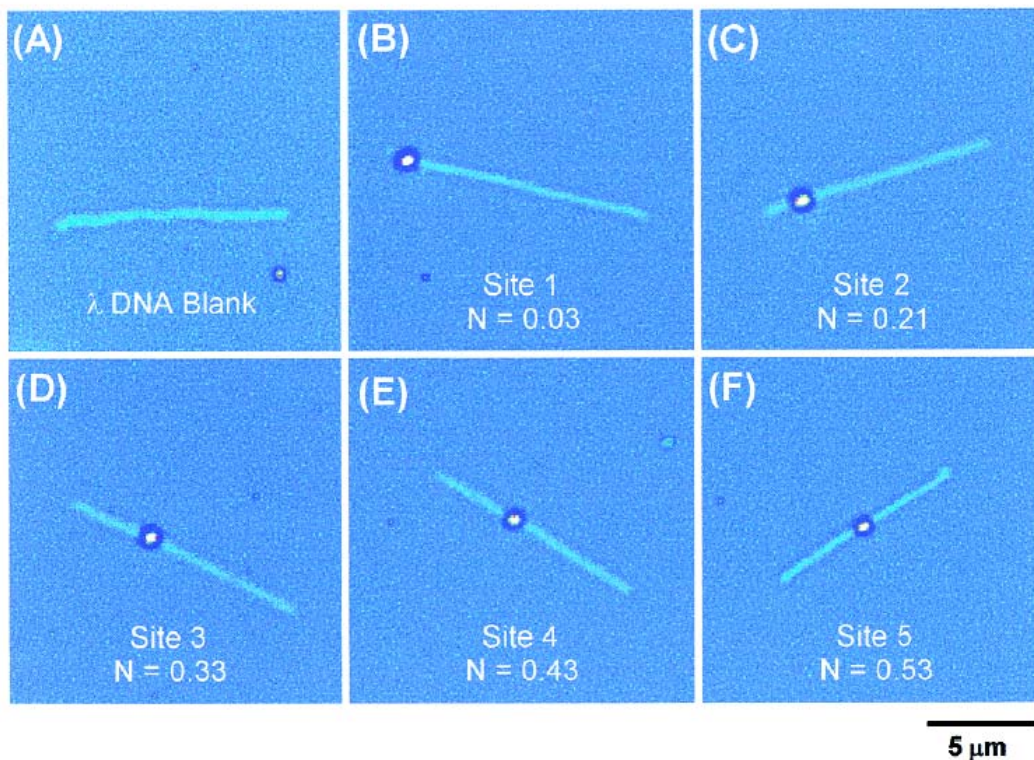 (A)
λ DNA Blank
(B)
Site 1
N = 0.03
(C)
Site 2
N = 0.21
(D)
Site 3
N = 0.33
(E)
Site 4
N = 0.43
(F)
Site 5
N = 0.53
5 μm